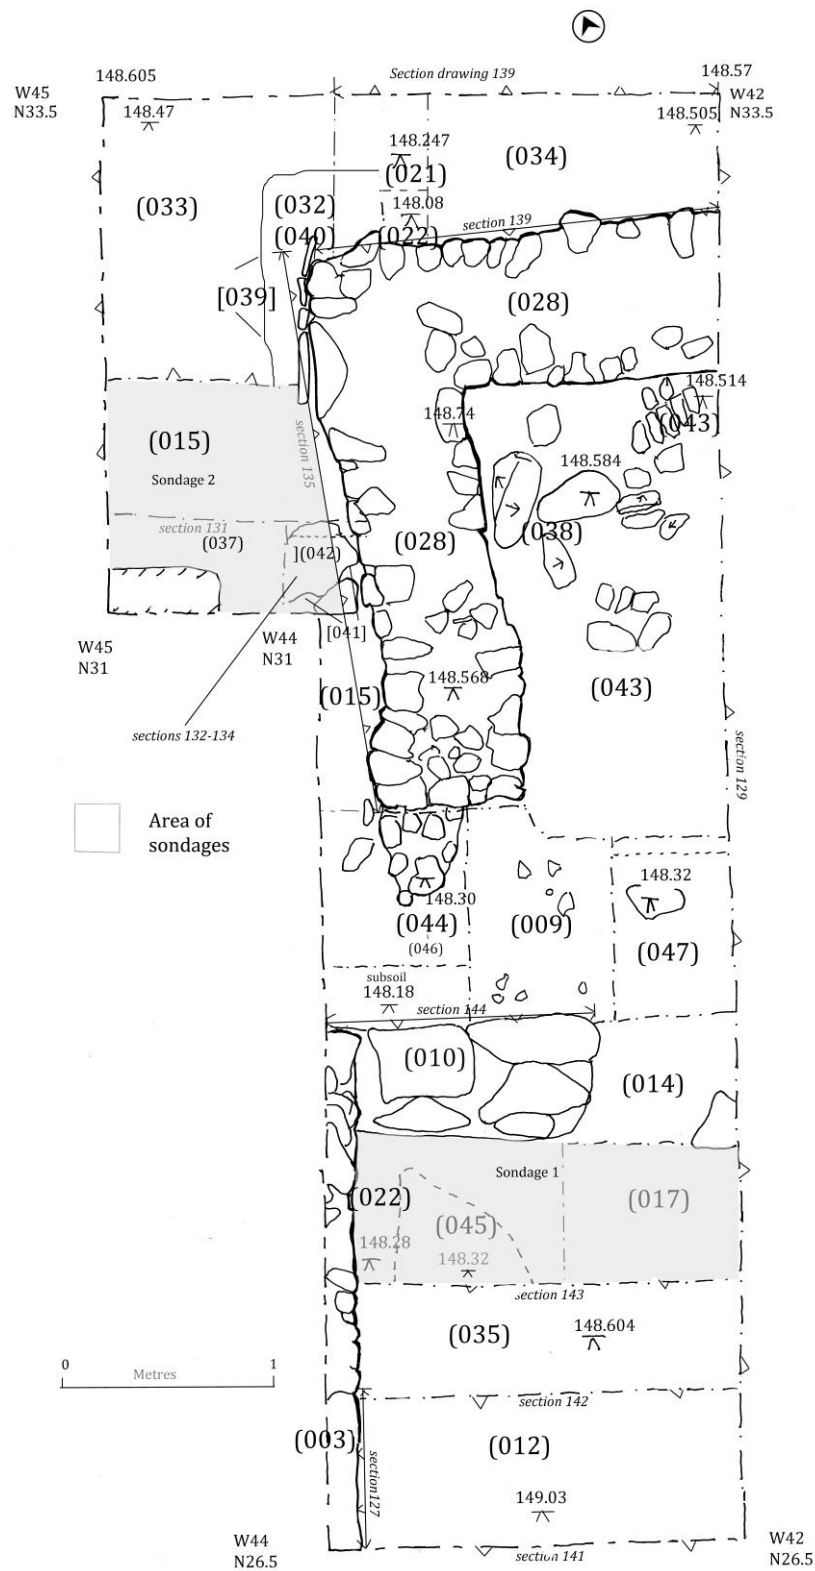 Section drawing 139
148.605
148.57
W45
N33.5
W42
N33.5
148.47
148.505
148.247
(034)
(021)
(033)
(032)
148.08
section 139
(040)
(022)
[039]
(028)
148.514
148.74
(043)
(015)
section 135
148.584
Sondage 2
section 131
(037)
(028)
(038)
](042)
[041]
W45
N31
W44
N31
148.568
(015)
(043)
sections 132-134
section 129
Area of
sondages
148.32
148.30
(044)
(009)
(046)
(047)
subsoil
148.18
section 144
(010)
(014)
Sondage 1
(022)
(017)
(045)
148.28
148.32
section 143
(035)
148.604
0
1
Metres
section 142
(003)
(012)
section127
149.03
W44
N26.5
section 141
W42
N26.5